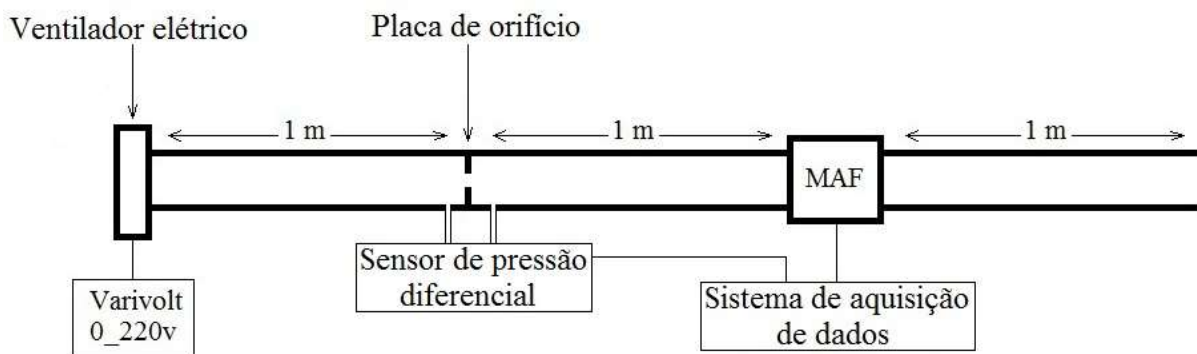 Ventilador elétrico
Placa de orifício
1 m
1 m
1 m
MAF
Sensor de pressão
diferencial
Varivolt
0_220v
Sistema de aquisição
de dados